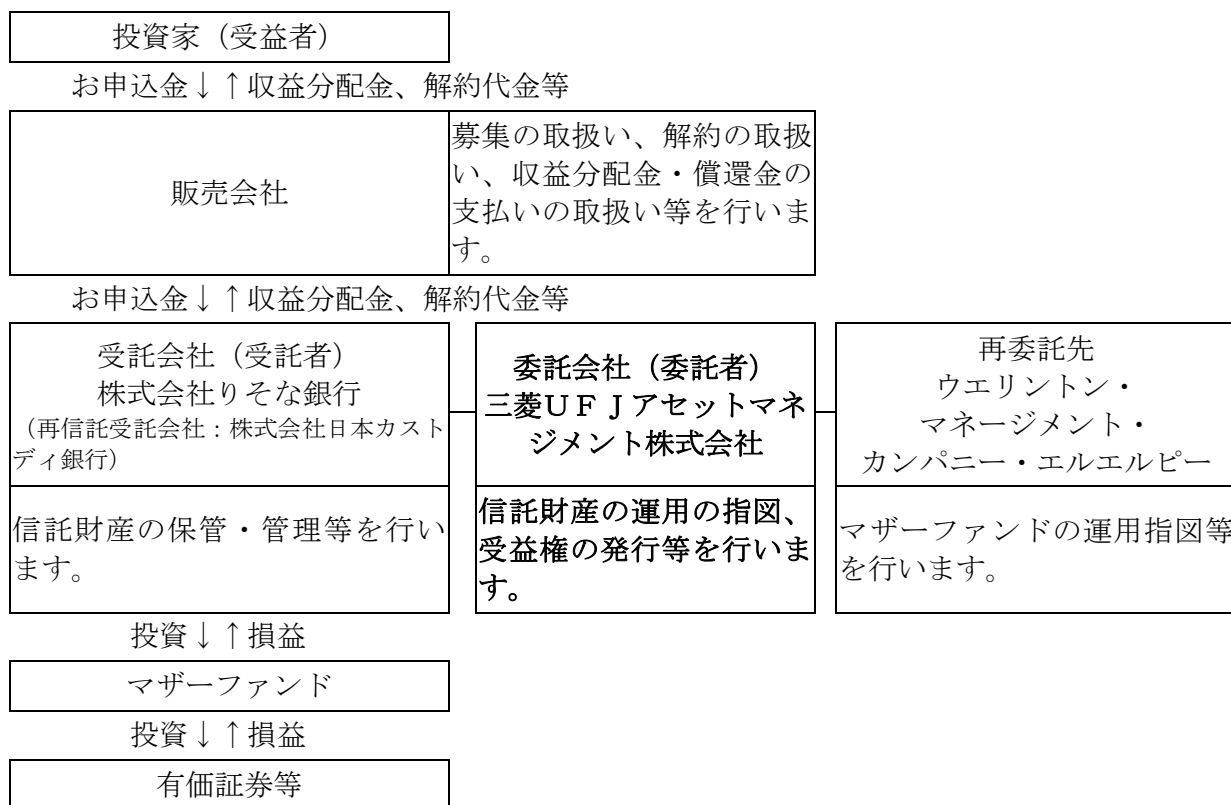 投資家（受益者）
お申込金↓↑収益分配金、解約代金等
販売会社
募集の取扱い、解約の取扱
い、収益分配金・償還金の
支払いの取扱い等を行いま
す。
お申込金↓↑収益分配金、解約代金等
受託会社（受託者）
株式会社りそな銀行
（再信託受託会社：株式会社日本カスト
ディ銀行）
委託会社（委託者）
三菱ＵＦＪアセットマネ
ジメント株式会社
再委託先
ウエリントン・
マネージメント・
カンパニー・エルエルピー
信託財産の保管・管理等を行い
ます。
信託財産の運用の指図、
受益権の発行等を行いま
す。
マザーファンドの運用指図等
を行います。
投資↓↑損益
マザーファンド
投資↓↑損益
有価証券等